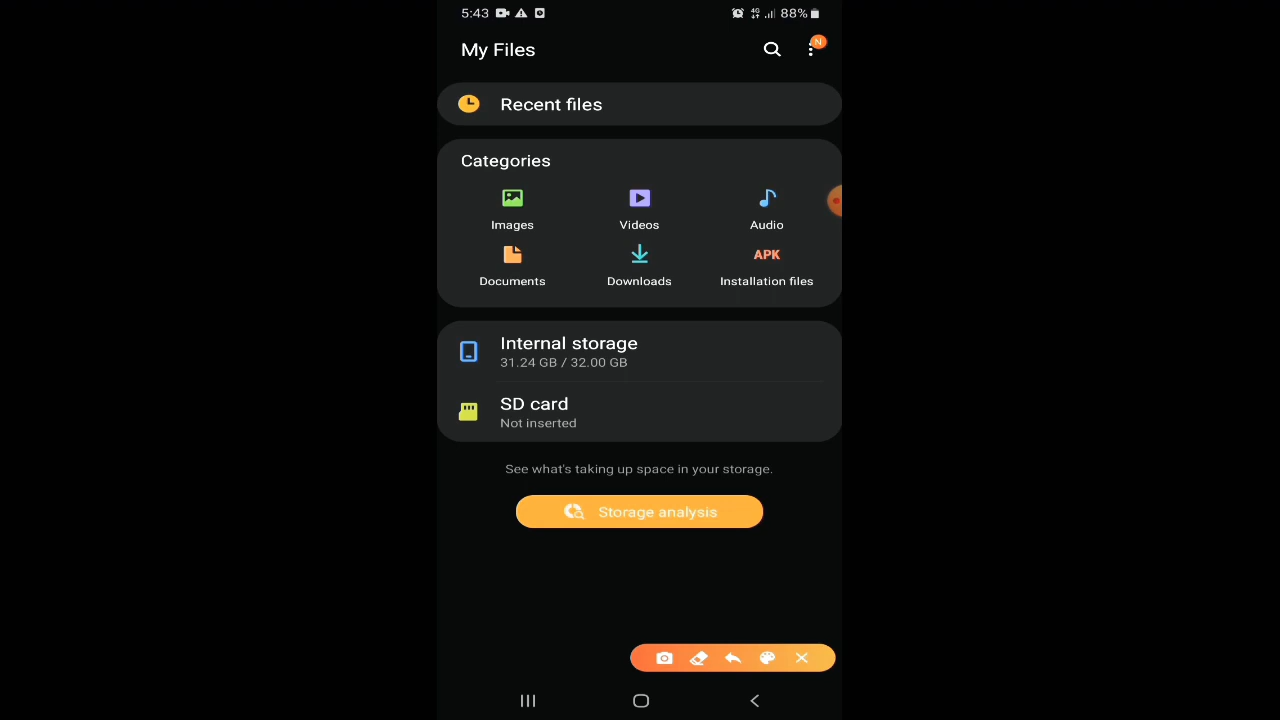 5:43 4G 88%
My Files N
Recent files
Categories
Images Videos Audio
APK
Documents Downloads Installation files
Internal storage
31.24 GB / 32.00 GB
SD card
Not inserted
See what's taking up space in your storage.
Storage analysis